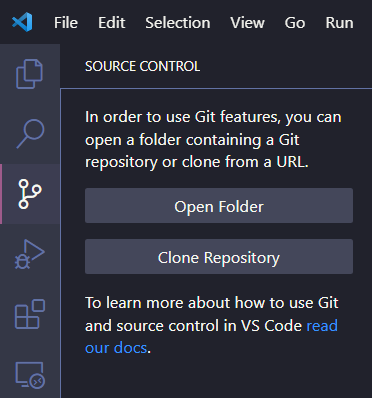 File Edit Selection View Go Run
SOURCE CONTROL
In order to use Git features, you can
open a folder containing a Git
repository or clone from a URL.
Open Folder
Clone Repository
To learn more about how to use Git
and source control in VS Code read
our docs.